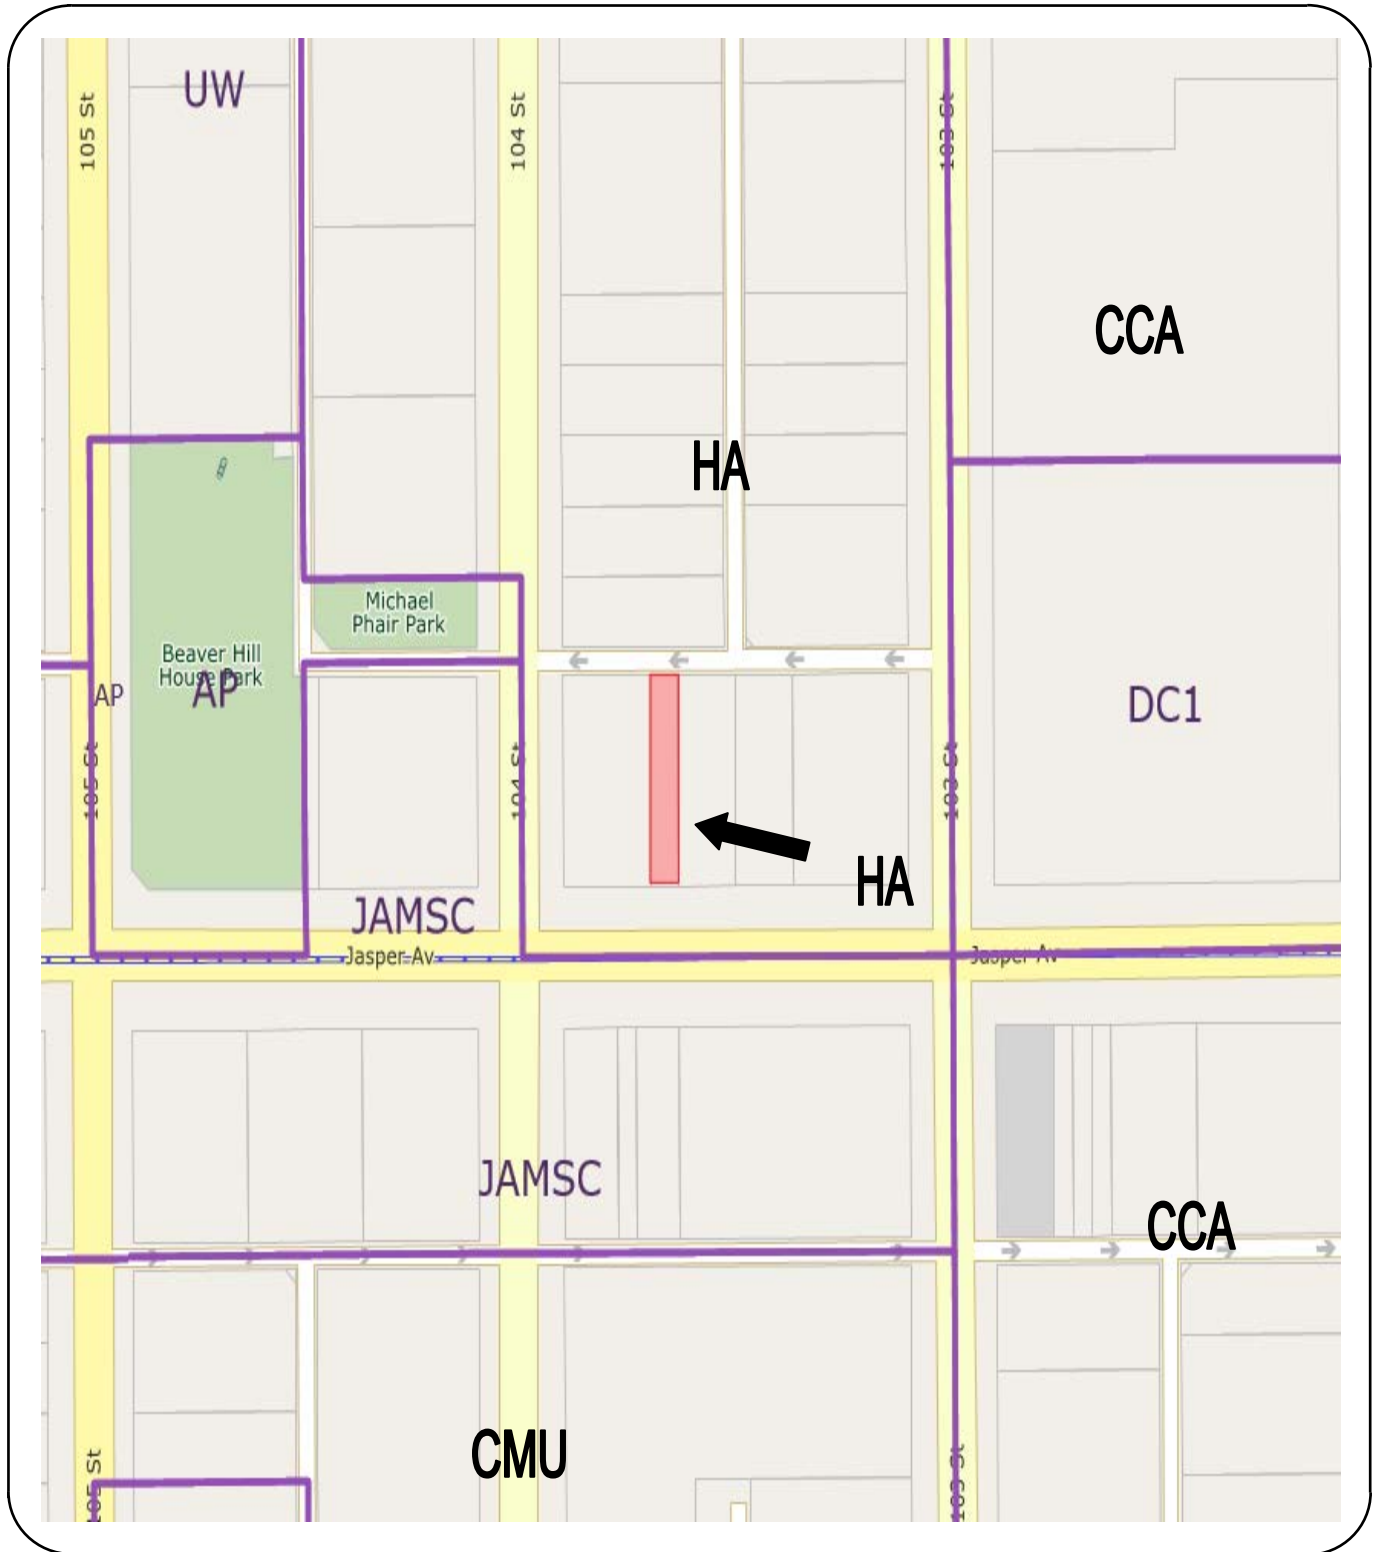 UW
105 St
104 St
103 St
CCA
HA
Michael
Phair Park
Beaver Hill
House Park
AP
AP
DC1
105 St
104 St
103 St
HA
JAMSC
Jasper Av
Jasper Av
JAMSC
CCA
CMU
105 St
103 St